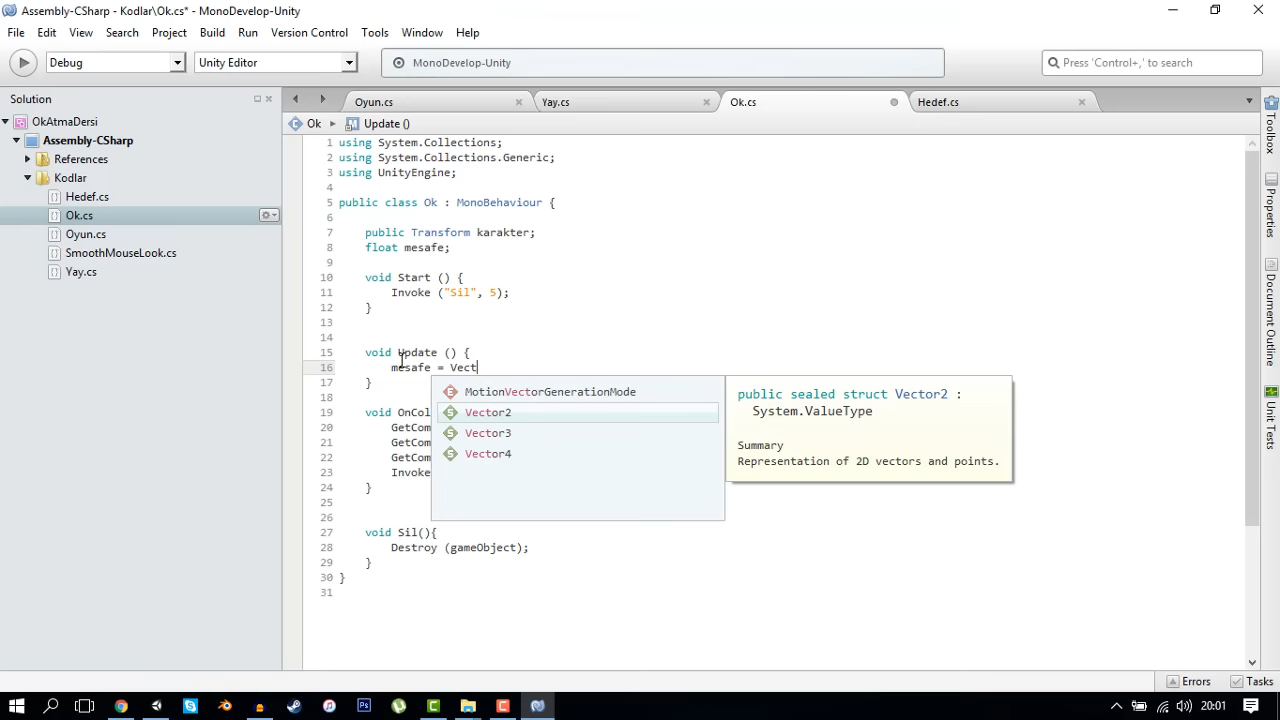 Assembly-CSharp - Kodlar\Ok.cs* - MonoDevelop-Unity
File Edit View Search Project Build Run Version Control Tools Window Help
Debug Unity Editor MonoDevelop-Unity Press 'Control+,' to search
Solution
OkAtmaDersi
Assembly-CSharp
References
Kodlar
Hedef.cs
Ok.cs
Oyun.cs
SmoothMouseLook.cs
Yay.cs
Oyun.cs Yay.cs Ok.cs Hedef.cs
Ok Update ()
1 using System.Collections;
2 using System.Collections.Generic;
3 using UnityEngine;
4
5 public class Ok : MonoBehaviour {
6
7 public Transform karakter;
8 float mesafe;
9
10 void Start () {
11 Invoke ("Sil", 5);
12 }
13
14
15 void Update () {
16 mesafe = Vect
17 }
18
19 void OnCol
20 GetCom
21 GetCom
22 GetCom
23 Invoke
24 }
25
26
27 void Sil(){
28 Destroy (gameObject);
29 }
30 }
31
MotionVectorGenerationMode
Vector2
Vector3
Vector4
public sealed struct Vector2 :
System.ValueType
Summary
Representation of 2D vectors and points.
Toolbox
Properties
Document Outline
Unit Tests
Errors Tasks
20:01